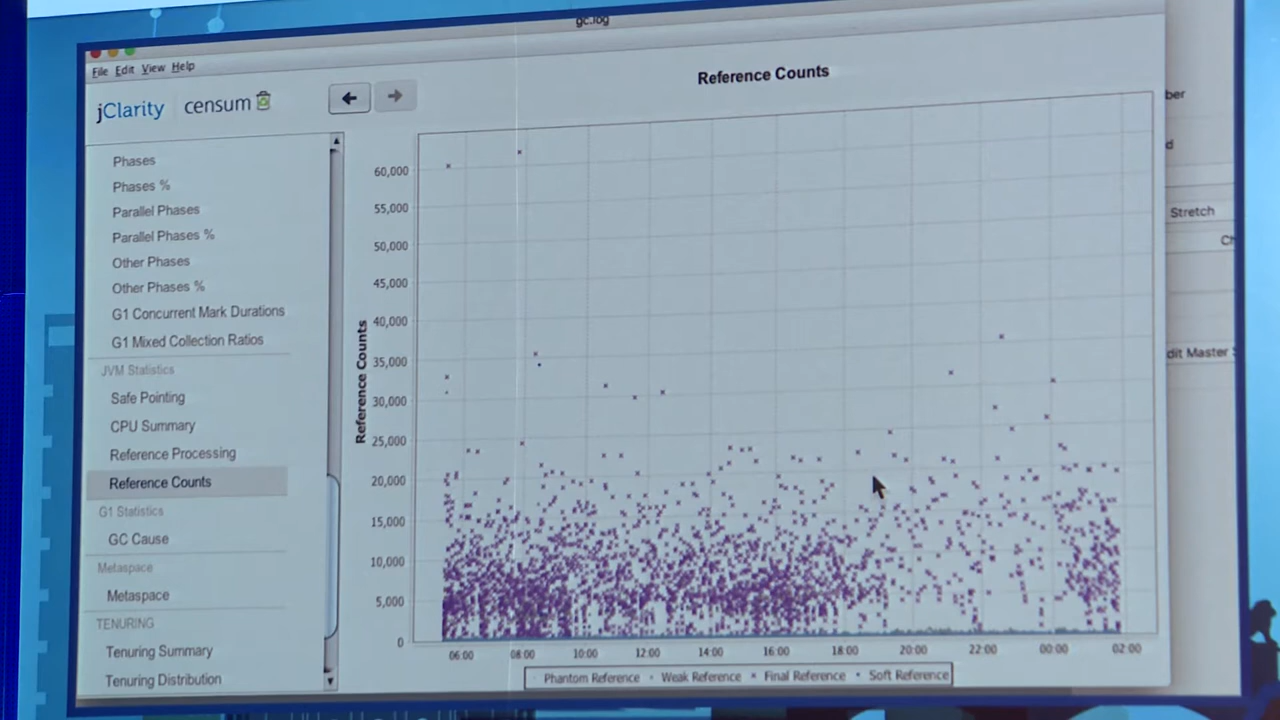 gc.log
File Edit View Help
jClarity censum
Reference Counts
Phases
Phases %
Parallel Phases
Parallel Phases %
Other Phases
Other Phases %
G1 Concurrent Mark Durations
G1 Mixed Collection Ratios
JVM Statistics
Safe Pointing
CPU Summary
Reference Processing
Reference Counts
G1 Statistics
GC Cause
Metaspace
Metaspace
TENURING
Tenuring Summary
Tenuring Distribution
Reference Counts
60,000
55,000
50,000
45,000
40,000
35,000
30,000
25,000
20,000
15,000
10,000
5,000
0
06:00 08:00 10:00 12:00 14:00 16:00 18:00 20:00 22:00 00:00 02:00
Phantom Reference Weak Reference Final Reference Soft Reference
ber
d
Stretch
Ch
dit Master